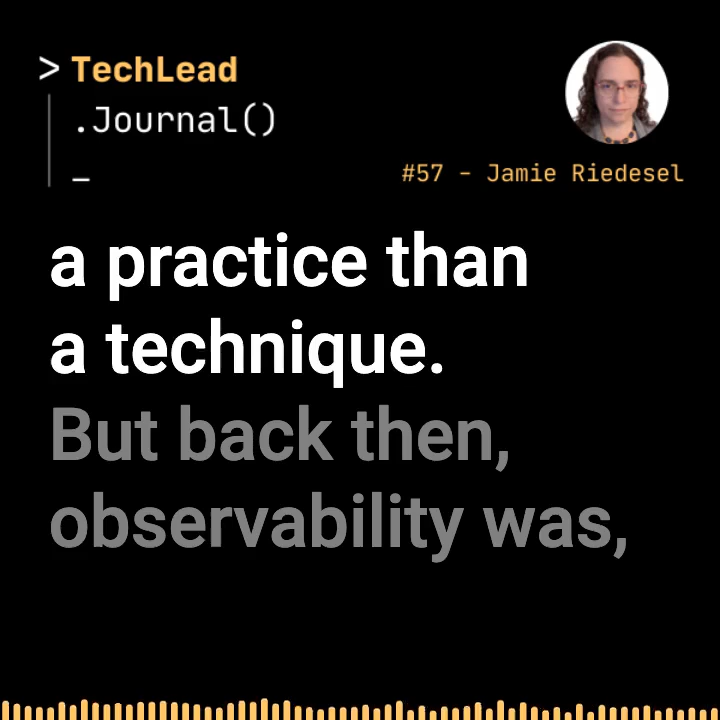 > TechLead
.Journal()
_
#57 - Jamie Riedesel
a practice than
a technique.
But back then,
observability was,